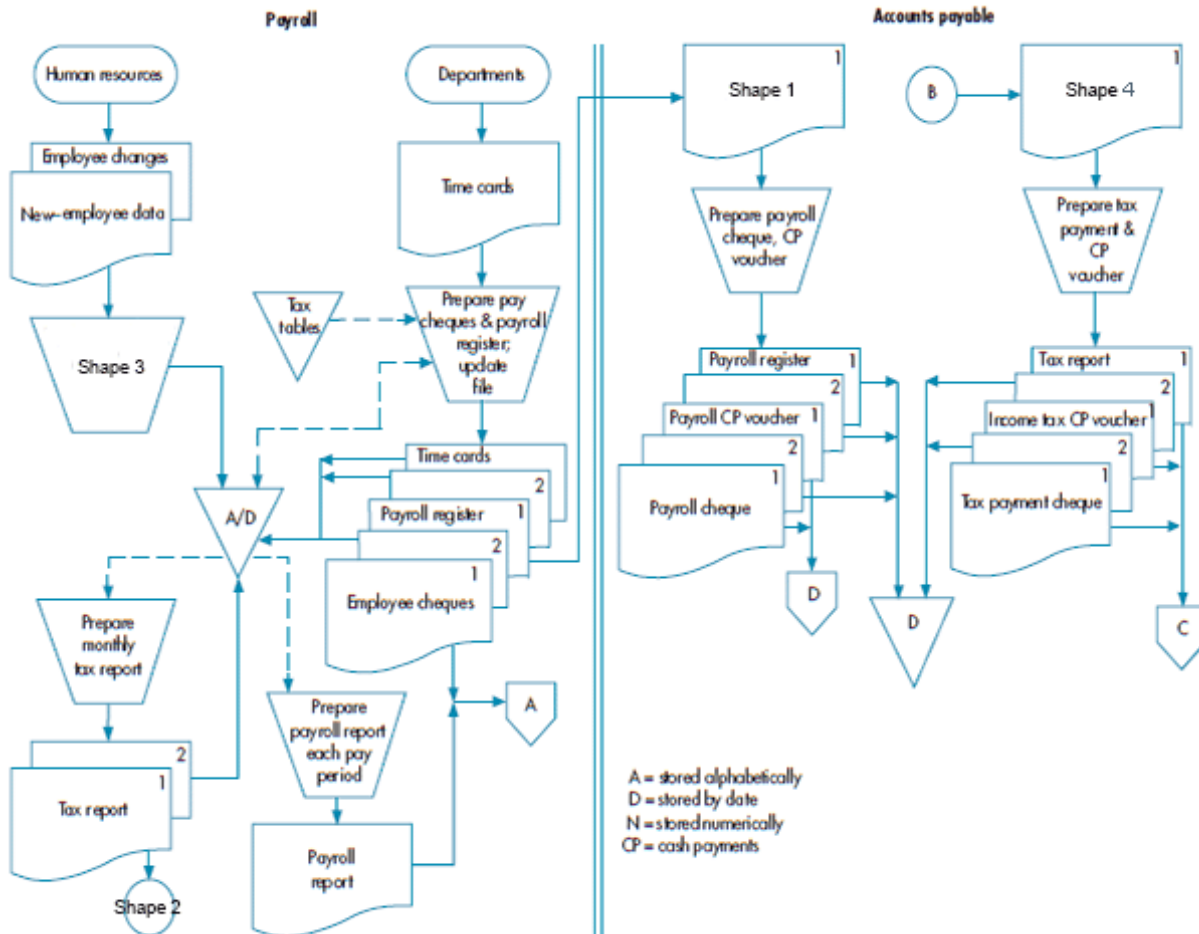 Payroll
Accounts payable
Human resources
Departments
1
Shape 1
B
1
Shape 4
Employee changes
New-employee data
Time cards
Prepare payroll
cheque, CP
voucher
Prepare tax
payment &
CP
voucher
Shape 3
Tax
tables
Prepare pay
cheques & payroll
register;
update
file
Payroll register
1
2
Payroll CP voucher
1
2
1
Payroll cheque
Tax report
1
2
Income tax CP voucher
1
2
1
Tax payment cheque
A/D
Time cards
2
Payroll register
1
2
1
Employee cheques
D
D
C
Prepare
monthly
tax report
Prepare
payroll report
each pay
period
A
2
1
Tax report
Payroll
report
Shape 2
A = stored alphabetically
D = stored by date
N = stored numerically
CP = cash payments